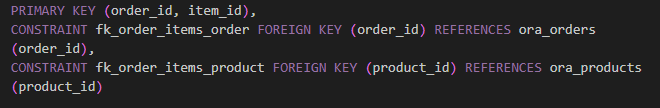 PRIMARY KEY (order_id, item_id),
CONSTRAINT fk_order_items_order FOREIGN KEY (order_id) REFERENCES ora_orders
(order_id),
CONSTRAINT fk_order_items_product FOREIGN KEY (product_id) REFERENCES ora_products
(product_id)